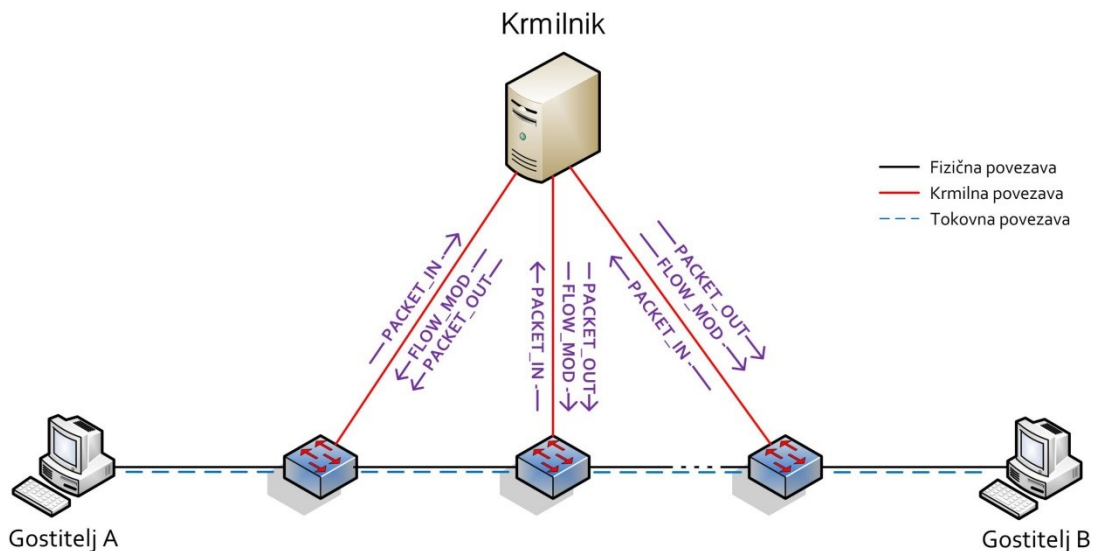 Krmilnik
Fizična povezava
Krmilna povezava
Tokovna povezava
PACKET_IN
FLOW_MOD
PACKET_OUT
PACKET_IN
FLOW_MOD
PACKET_OUT
PACKET_IN
FLOW_MOD
PACKET_OUT
Gostitelj A
Gostitelj B